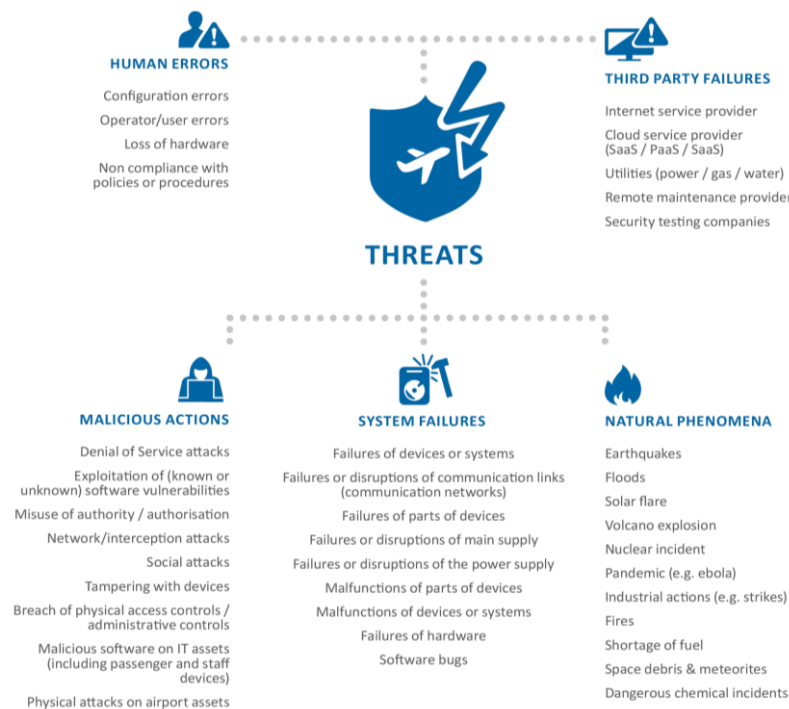 HUMAN ERRORS
Configuration errors
Operator/user errors
Loss of hardware
Non compliance with
policies or procedures
THIRD PARTY FAILURES
Internet service provider
Cloud service provider
(SaaS / PaaS / SaaS)
Utilities (power / gas / water)
Remote maintenance provider
Security testing companies
THREATS
MALICIOUS ACTIONS
Denial of Service attacks
Exploitation of (known or
unknown) software vulnerabilities
Misuse of authority / authorisation
Network/interception attacks
Social attacks
Tampering with devices
Breach of physical access controls /
administrative controls
Malicious software on IT assets
(including passenger and staff
devices)
Physical attacks on airport assets
SYSTEM FAILURES
Failures of devices or systems
Failures or disruptions of communication links
(communication networks)
Failures of parts of devices
Failures or disruptions of main supply
Failures or disruptions of the power supply
Malfunctions of parts of devices
Malfunctions of devices or systems
Failures of hardware
Software bugs
NATURAL PHENOMENA
Earthquakes
Floods
Solar flare
Volcano explosion
Nuclear incident
Pandemic (e.g. ebola)
Industrial actions (e.g. strikes)
Fires
Shortage of fuel
Space debris & meteorites
Dangerous chemical incidents